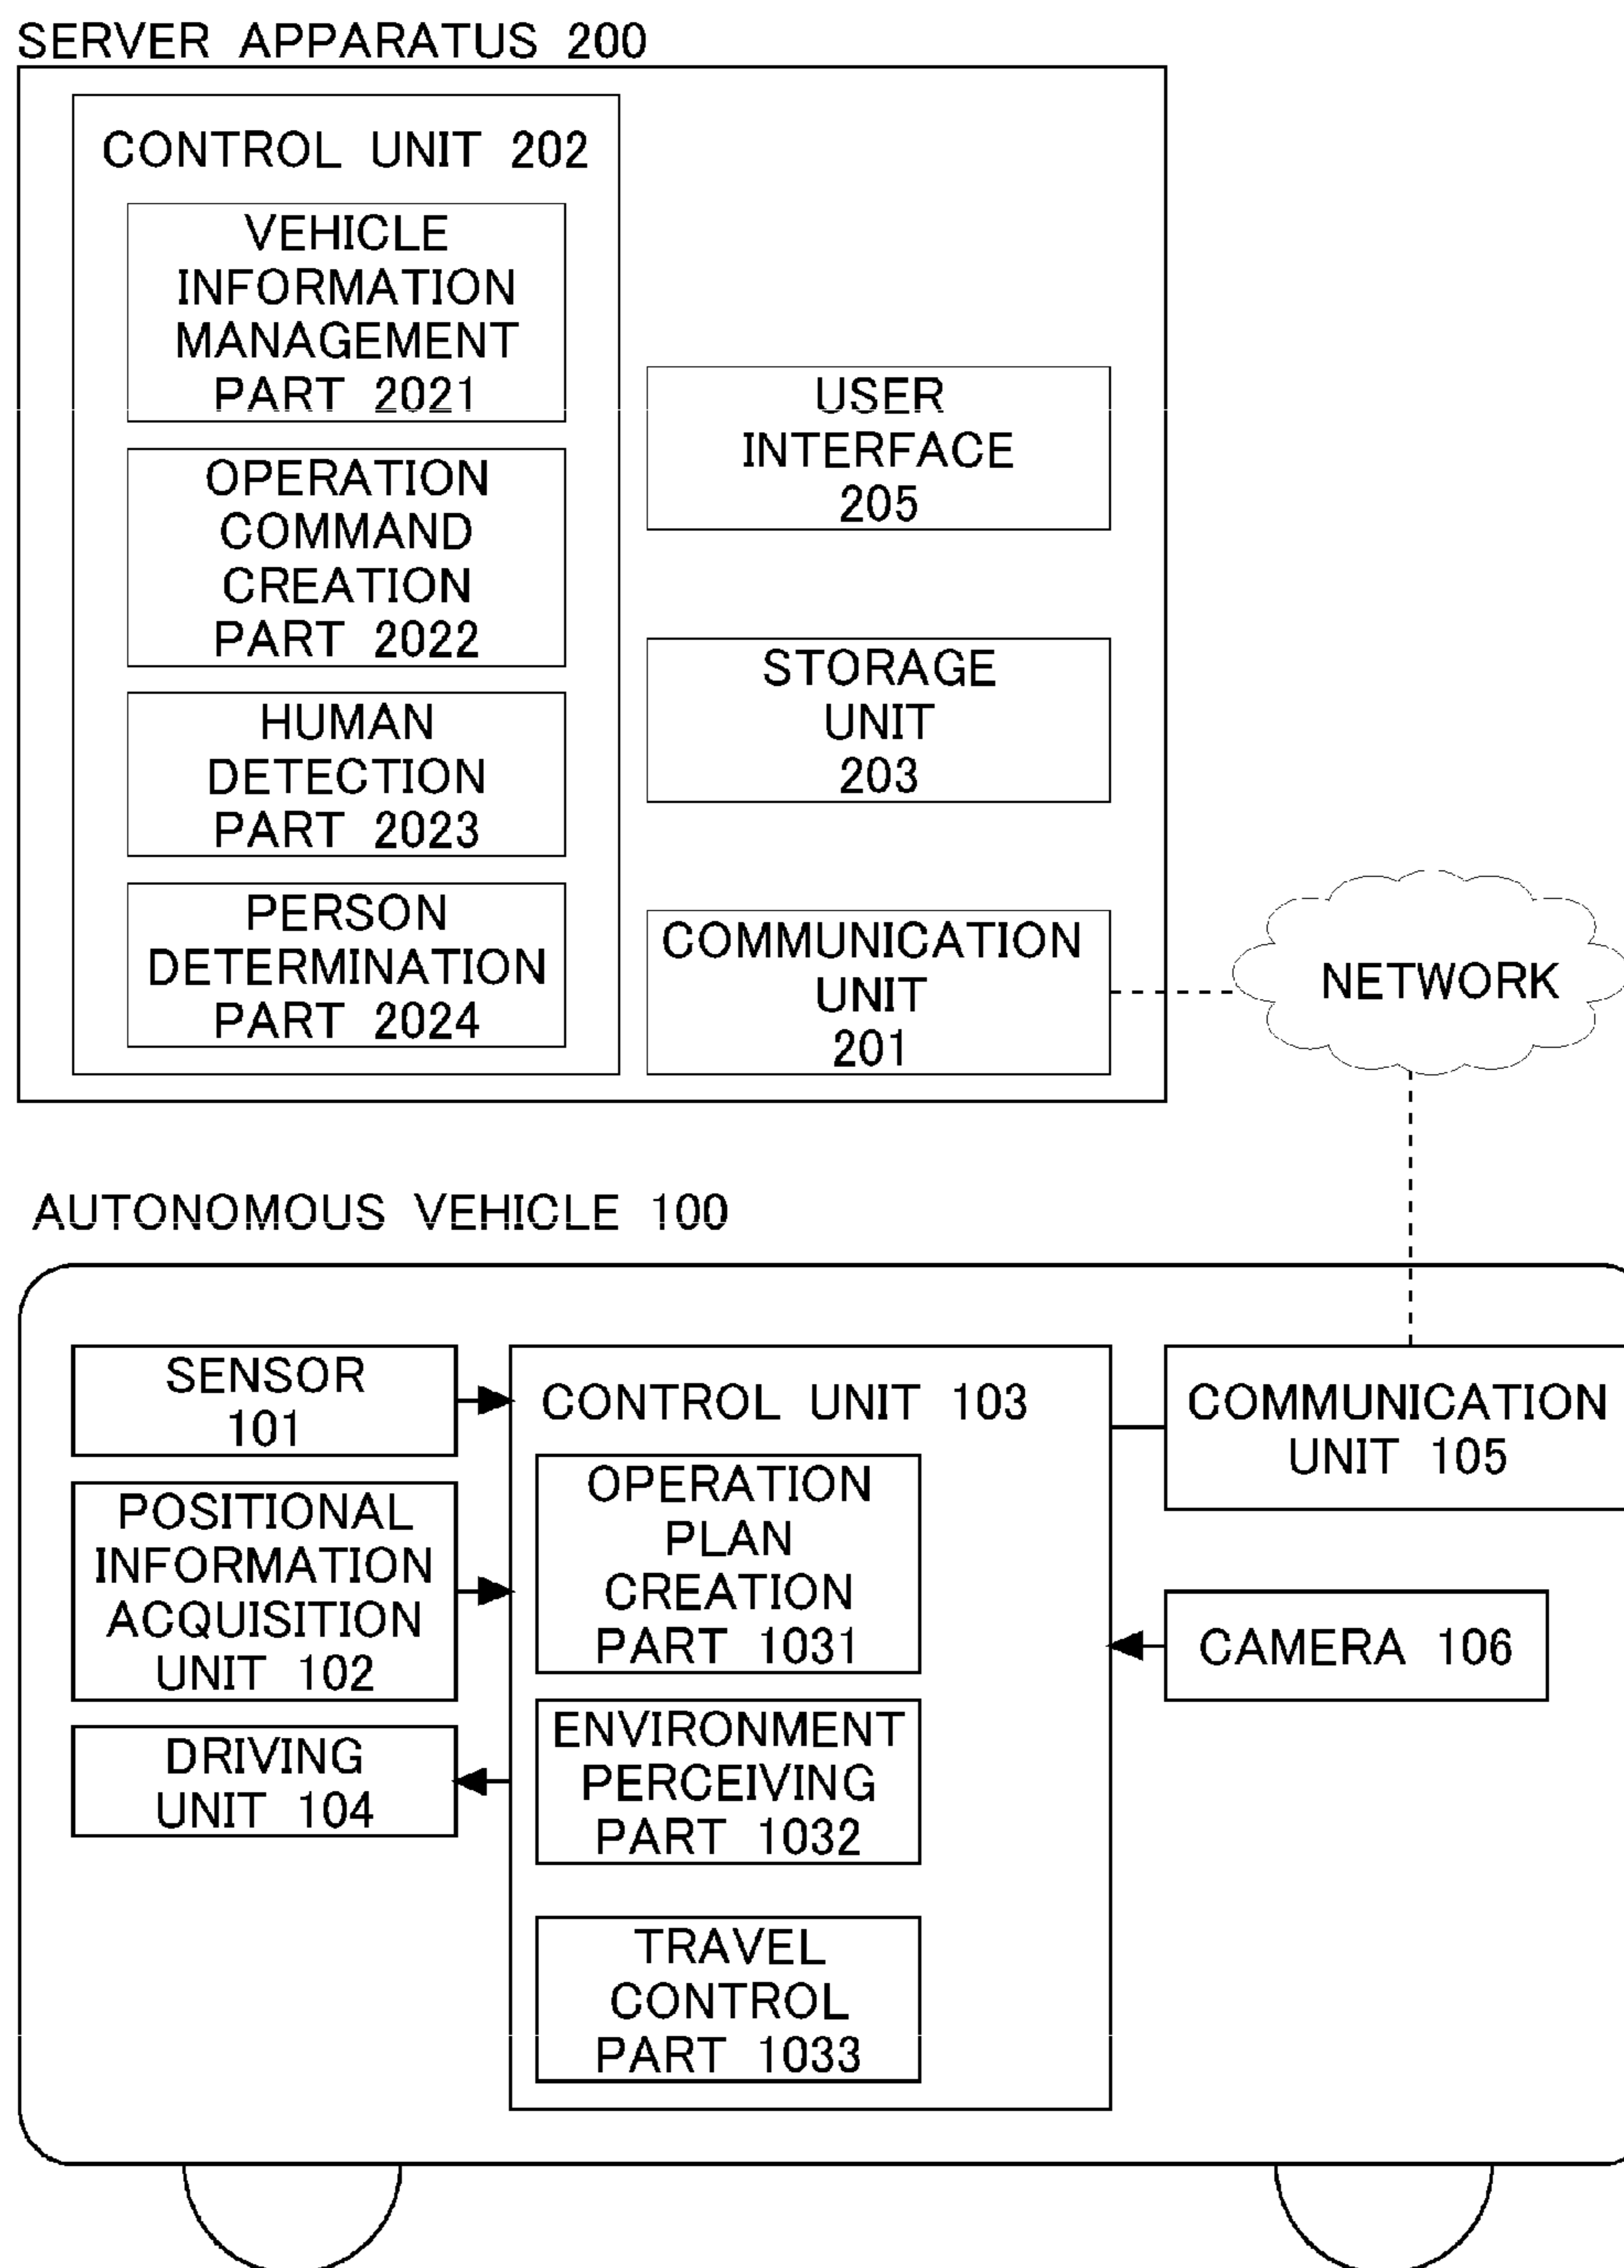 SERVER APPARATUS 200
CONTROL UNIT 202
VEHICLE
INFORMATION
MANAGEMENT
PART 2021
OPERATION
COMMAND
CREATION
PART 2022
HUMAN
DETECTION
PART 2023
PERSON
DETERMINATION
PART 2024
USER
INTERFACE
205
STORAGE
UNIT
203
COMMUNICATION
UNIT
201
NETWORK
AUTONOMOUS VEHICLE 100
SENSOR
101
POSITIONAL
INFORMATION
ACQUISITION
UNIT 102
DRIVING
UNIT 104
CONTROL UNIT 103
OPERATION
PLAN
CREATION
PART 1031
ENVIRONMENT
PERCEIVING
PART 1032
TRAVEL
CONTROL
PART 1033
COMMUNICATION
UNIT 105
CAMERA 106